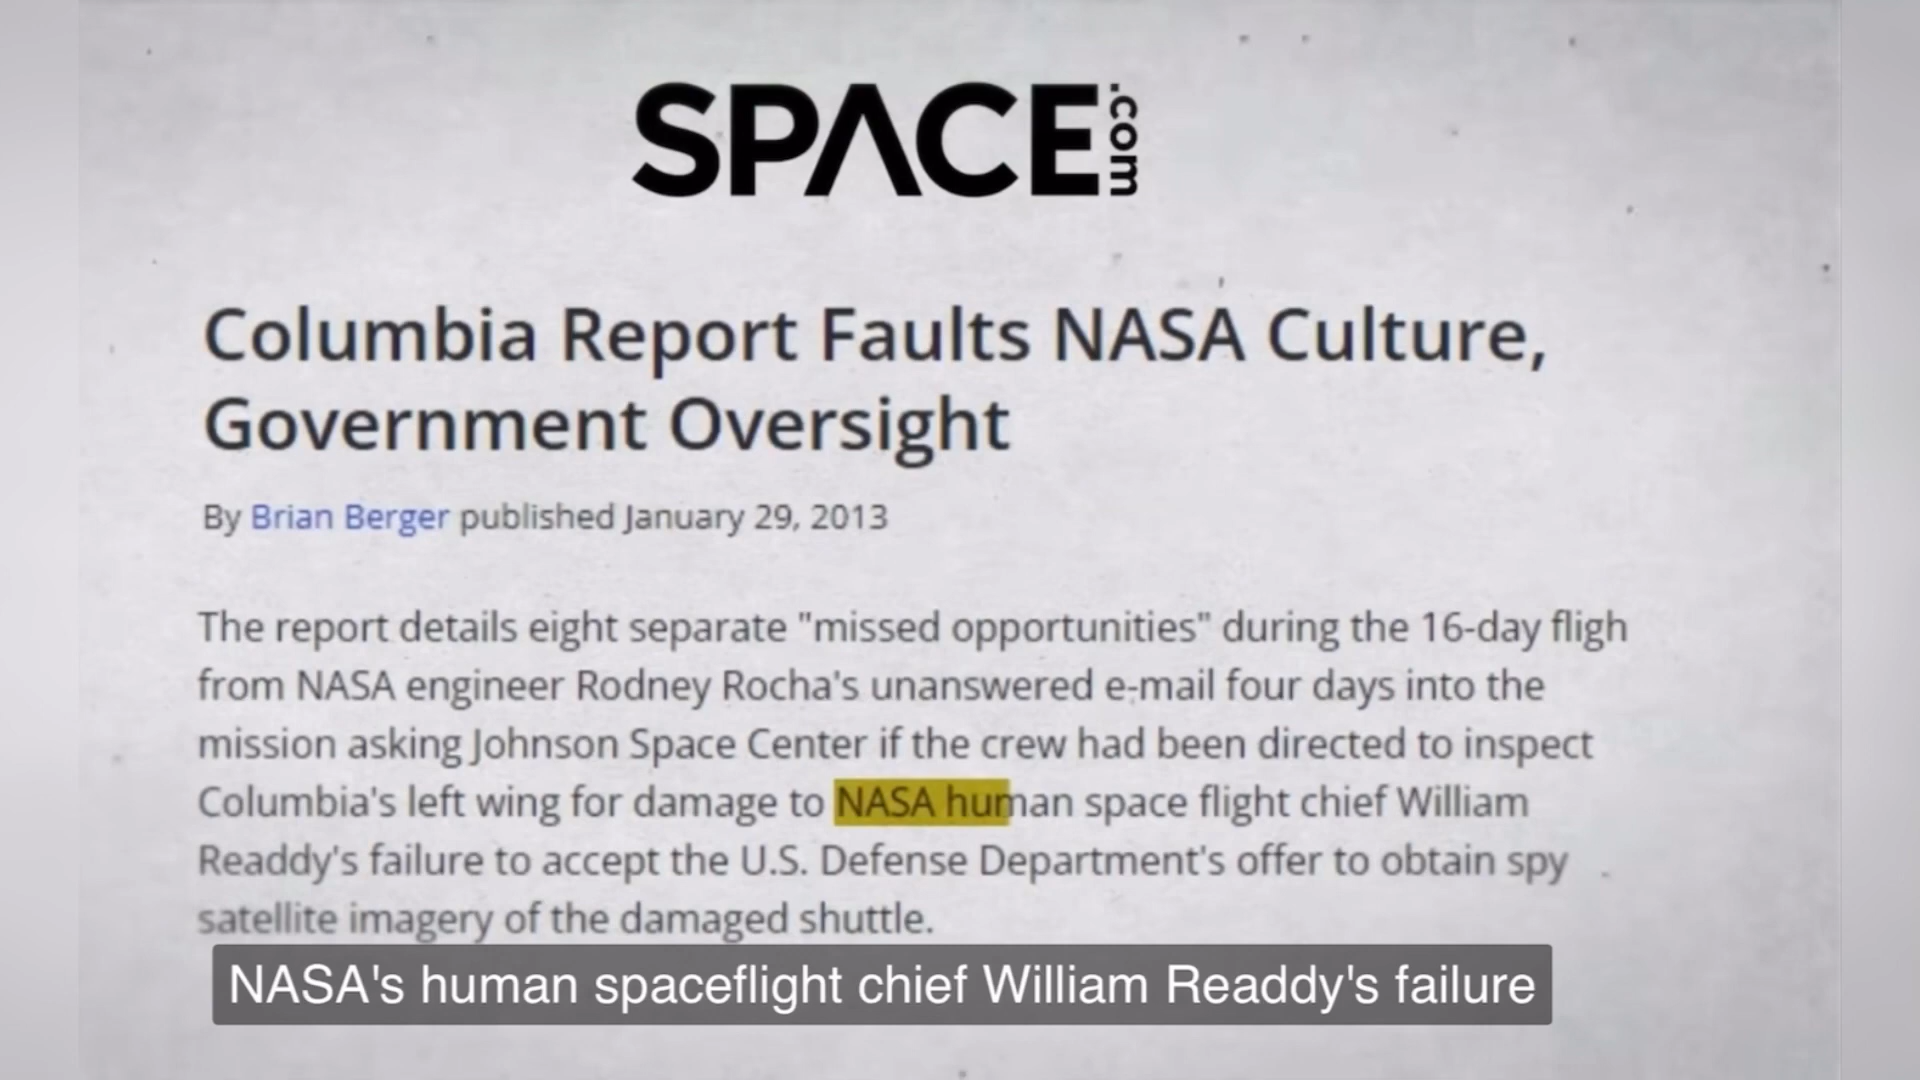 SPACE.com
Columbia Report Faults NASA Culture,
Government Oversight
By Brian Berger published January 29, 2013
The report details eight separate "missed opportunities" during the 16-day fligh
from NASA engineer Rodney Rocha's unanswered e-mail four days into the
mission asking Johnson Space Center if the crew had been directed to inspect
Columbia's left wing for damage to NASA human space flight chief William
Readdy's failure to accept the U.S. Defense Department's offer to obtain spy
satellite imagery of the damaged shuttle.
NASA's human spaceflight chief William Readdy's failure